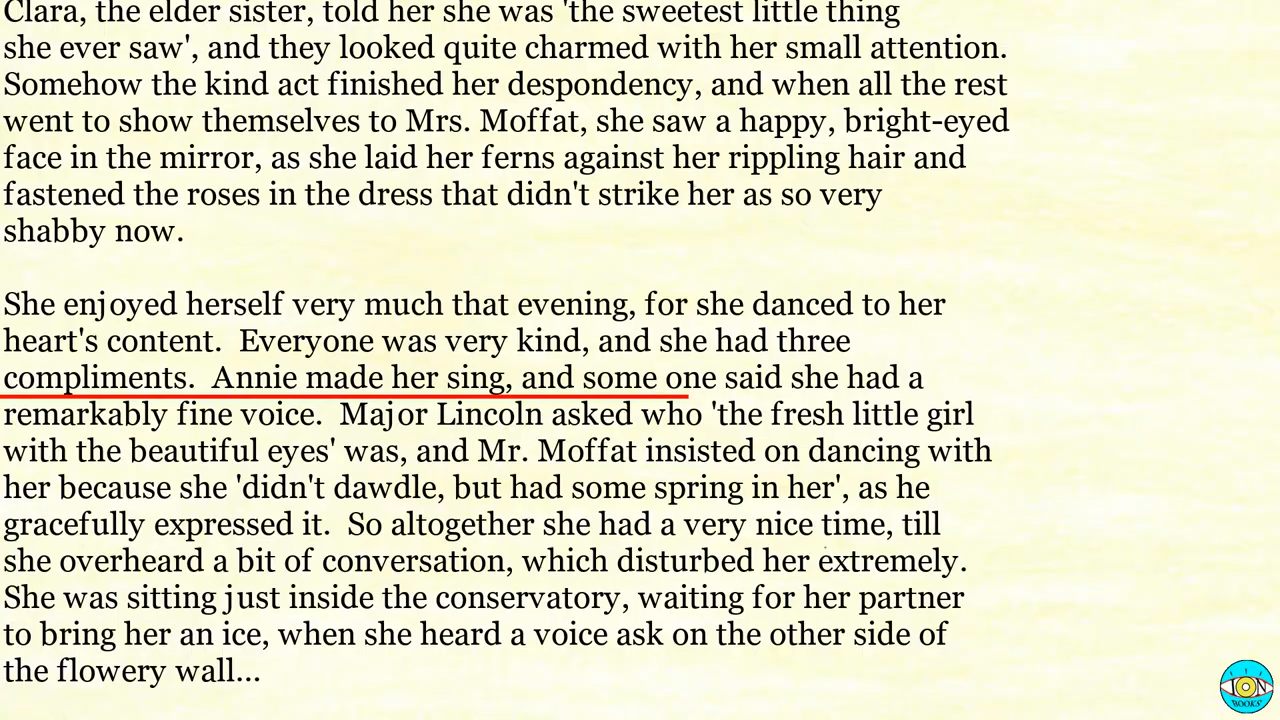 Clara, the elder sister, told her she was 'the sweetest little thing
she ever saw', and they looked quite charmed with her small attention.
Somehow the kind act finished her despondency, and when all the rest
went to show themselves to Mrs. Moffat, she saw a happy, bright-eyed
face in the mirror, as she laid her ferns against her rippling hair and
fastened the roses in the dress that didn't strike her as so very
shabby now.
She enjoyed herself very much that evening, for she danced to her
heart's content.  Everyone was very kind, and she had three
compliments.  Annie made her sing, and some one said she had a
remarkably fine voice.  Major Lincoln asked who 'the fresh little girl
with the beautiful eyes' was, and Mr. Moffat insisted on dancing with
her because she 'didn't dawdle, but had some spring in her', as he
gracefully expressed it.  So altogether she had a very nice time, till
she overheard a bit of conversation, which disturbed her extremely.
She was sitting just inside the conservatory, waiting for her partner
to bring her an ice, when she heard a voice ask on the other side of
the flowery wall...
ION
BOOKS